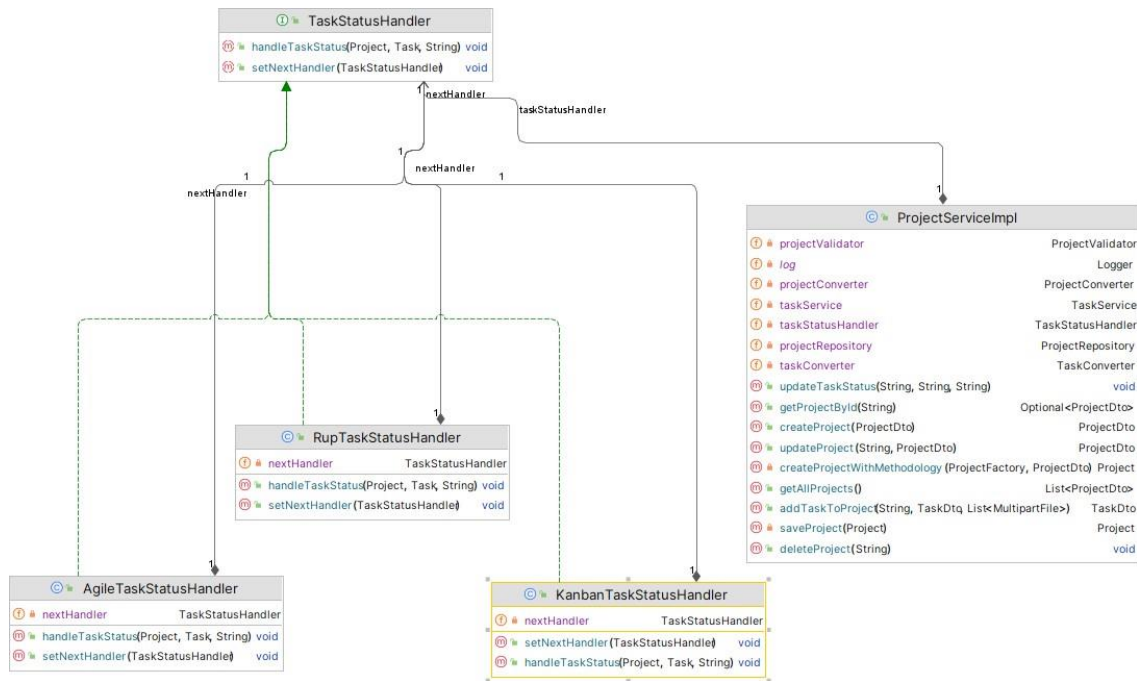 TaskStatusHandler
handleTaskStatus(Project, Task, String) void
setNextHandler(TaskStatusHandler) void
1
nextHandler
taskStatusHandler
1
nextHandler
1
nextHandler
1
1
ProjectServiceImpl
projectValidator ProjectValidator
log Logger
projectConverter ProjectConverter
taskService TaskService
taskStatusHandler TaskStatusHandler
projectRepository ProjectRepository
taskConverter TaskConverter
updateTaskStatus(String, String, String) void
getProjectById(String) Optional<ProjectDto>
createProject(ProjectDto) ProjectDto
updateProject(String, ProjectDto) ProjectDto
createProjectWithMethodology(ProjectFactory, ProjectDto) Project
getAllProjects() List<ProjectDto>
addTaskToProject(String, TaskDto, List<MultipartFile>) TaskDto
saveProject(Project) Project
deleteProject(String) void
1
RupTaskStatusHandler
nextHandler TaskStatusHandler
handleTaskStatus(Project, Task, String) void
setNextHandler(TaskStatusHandler) void
1
AgileTaskStatusHandler
nextHandler TaskStatusHandler
handleTaskStatus(Project, Task, String) void
setNextHandler(TaskStatusHandler) void
1
KanbanTaskStatusHandler
nextHandler TaskStatusHandler
setNextHandler(TaskStatusHandler) void
handleTaskStatus(Project, Task, String) void